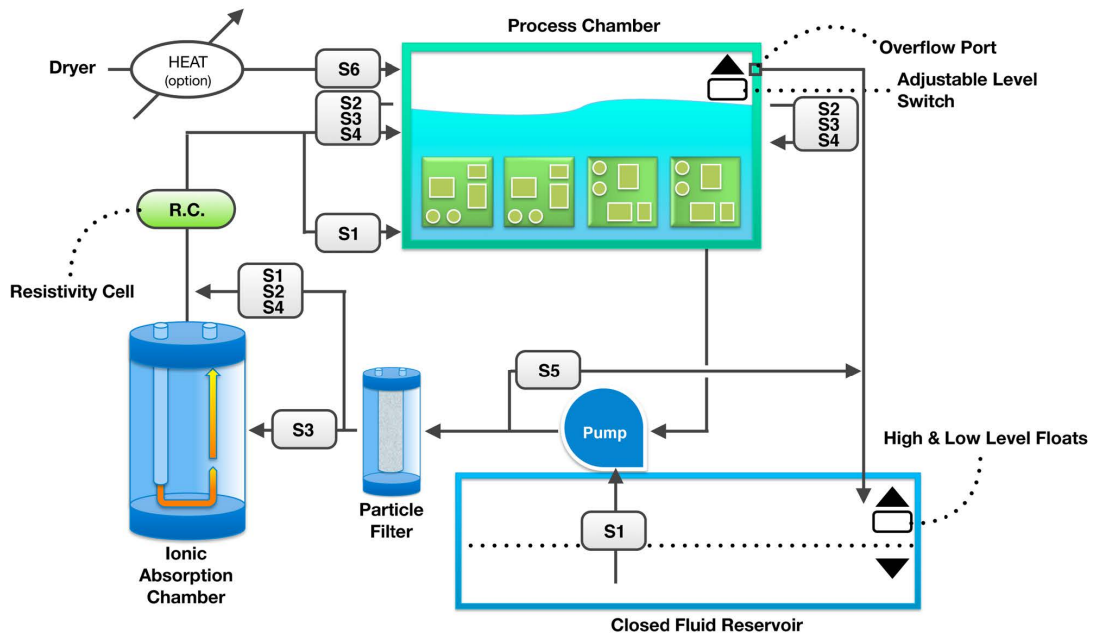 Process Chamber
Overflow Port
Dryer
HEAT
(option)
S6
Adjustable Level
Switch
S2
S3
S4
S2
S3
S4
R.C.
S1
Resistivity Cell
S1
S2
S4
S5
S3
Pump
High & Low Level Floats
Particle
Filter
S1
Ionic
Absorption
Chamber
Closed Fluid Reservoir